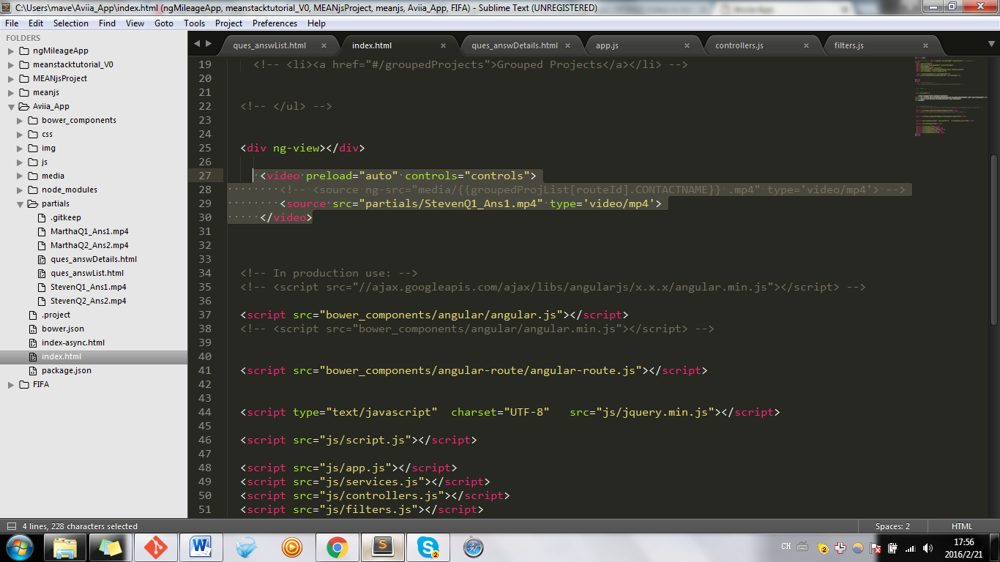 C:\Users\mave\Aviia_App\index.html (ngMileageApp, meanstacktutorial_V0, MEANjsProject, meanjs, Aviia_App, FIFA) - Sublime Text (UNREGISTERED)
File Edit Selection Find View Goto Tools Project Preferences Help
FOLDERS
ngMileageApp
meanstacktutorial_V0
MEANjsProject
meanjs
Aviia_App
bower_components
css
img
js
media
node_modules
partials
.gitkeep
MarthaQ1_Ans1.mp4
MarthaQ2_Ans2.mp4
ques_answDetails.html
ques_answList.html
StevenQ1_Ans1.mp4
StevenQ2_Ans2.mp4
.project
bower.json
index-async.html
index.html
package.json
FIFA
ques_answList.html × index.html × ques_answDetails.html × app.js × controllers.js × filters.js ×
19 <!-- <li><a href="#/groupedProjects">Grouped Projects</a></li> -->
20
21
22 <!-- </ul> -->
23
24
25 <div ng-view></div>
26
27 <video preload="auto" controls="controls">
28 <!-- <source ng-src="media/{{groupedProjList[routeId].CONTACTNAME}} .mp4" type='video/mp4'> -->
29 <source src="partials/StevenQ1_Ans1.mp4" type='video/mp4'>
30 </video>
31
32
33
34 <!-- In production use: -->
35 <!-- <script src="//ajax.googleapis.com/ajax/libs/angularjs/x.x.x/angular.min.js"></script> -->
36
37 <script src="bower_components/angular/angular.js"></script>
38 <!-- <script src="bower_components/angular/angular.min.js"></script> -->
39
40
41 <script src="bower_components/angular-route/angular-route.js"></script>
42
43
44 <script type="text/javascript"  charset="UTF-8"   src="js/jquery.min.js"></script>
45
46 <script src="js/script.js"></script>
47
48 <script src="js/app.js"></script>
49 <script src="js/services.js"></script>
50 <script src="js/controllers.js"></script>
51 <script src="js/filters.js"></script>
4 lines, 228 characters selected
Spaces: 2
HTML
CH
17:56
2016/2/21